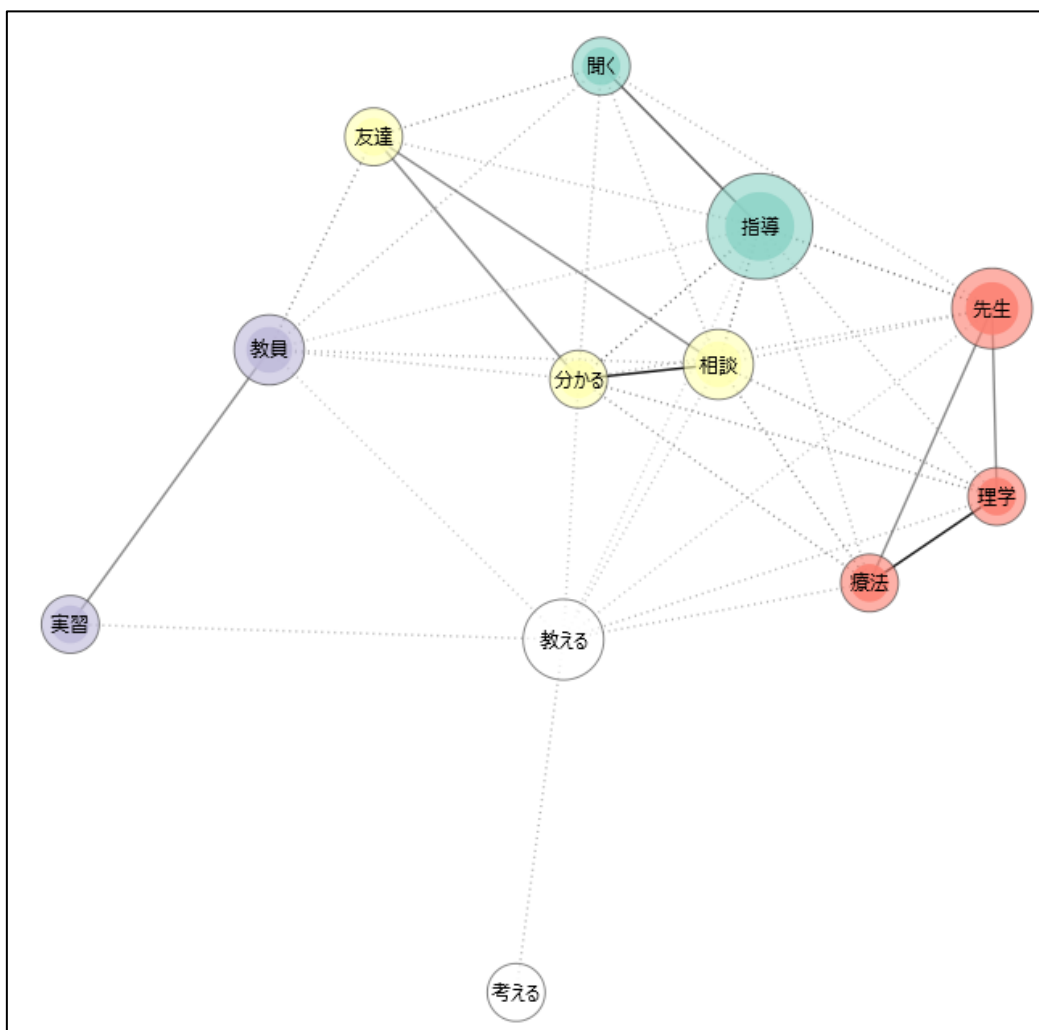 聞く
友達
指導
先生
教員
分かる
相談
理学
療法
実習
教える
考える